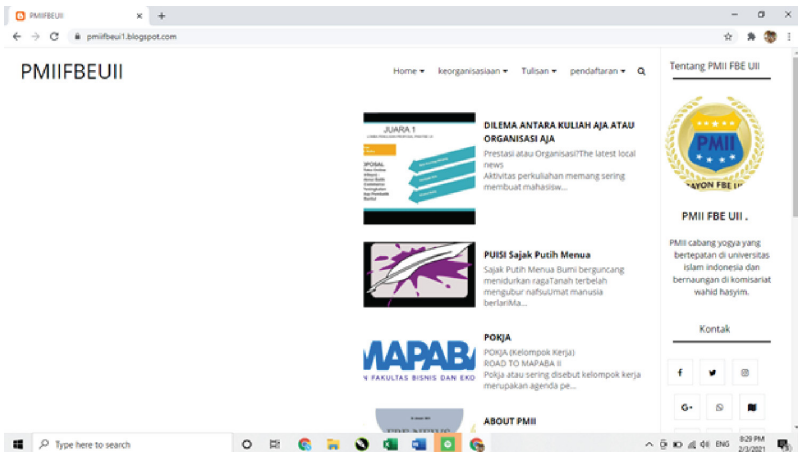 PMIIFBEUII
pmiifbeui1.blogspot.com
PMIIFBEUII
Home keorganisasiaan Tulisan pendaftaran
JUARA 1
DILEMA ANTARA KULIAH AJA ATAU
ORGANISASI AJA
Prestasi atau Organisasi?The latest local
news
Aktivitas perkuliahan memang sering
membuat mahasisw...
PUISI Sajak Putih Menua
Sajak Putih Menua Bumi berguncang
menidurkan ragaTanah terbelah
mengubur nafsuUmat manusia
berlariMa...
MAPABA
N FAKULTAS BISNIS DAN EKO
POKJA
POKJA (Kelompok Kerja)
ROAD TO MAPABA II
Pokja atau sering disebut kelompok kerja
merupakan agenda pe...
ABOUT PMII
Tentang PMII FBE UII
PMII
RAYON FBE UII
PMII FBE UII .
PMII cabang yogya yang
bertepatan di universitas
islam indonesia dan
bernaungan di komisariat
wahid hasyim.
Kontak
G+
Type here to search
ENG
8:29 PM
2/3/2021